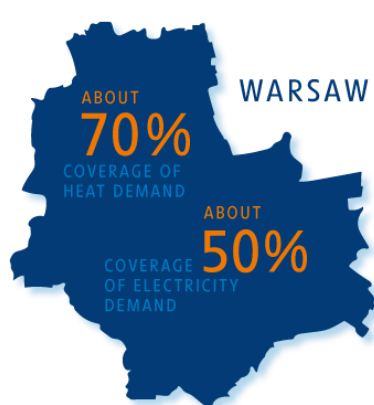 WARSAW
ABOUT
70%
COVERAGE OF
HEAT DEMAND
ABOUT
50%
COVERAGE
OF ELECTRICITY
DEMAND